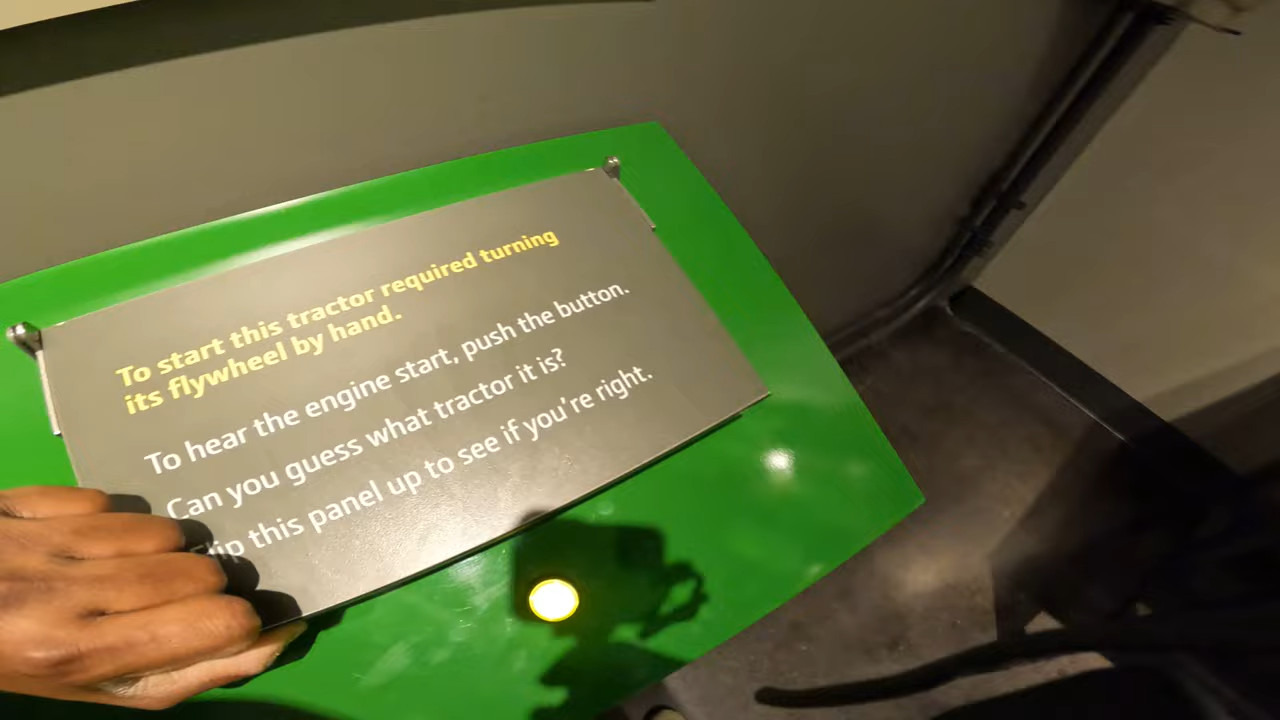 To start this tractor required turning
its flywheel by hand.
To hear the engine start, push the button.
Can you guess what tractor it is?
Flip this panel up to see if you're right.